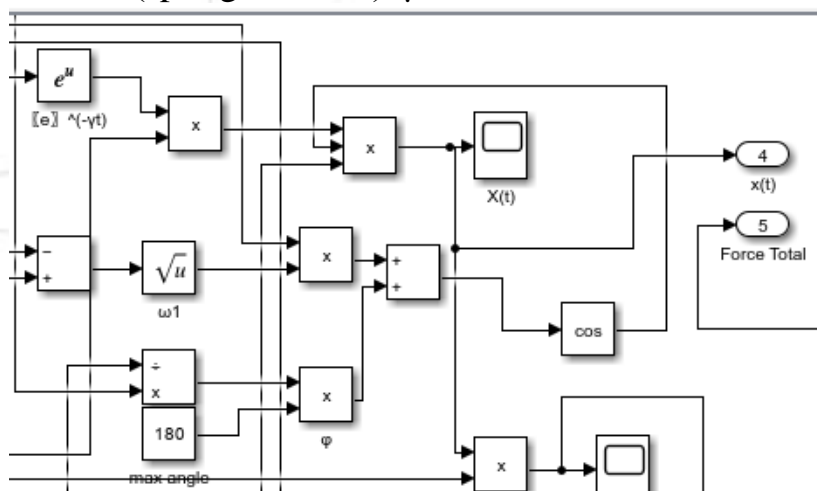 e^u
〖e〗^(-γt)
x
x
X(t)
4
x(t)
5
Force Total
−
+
√u
ω1
x
+
+
cos
÷
x
180
max angle
x
φ
x